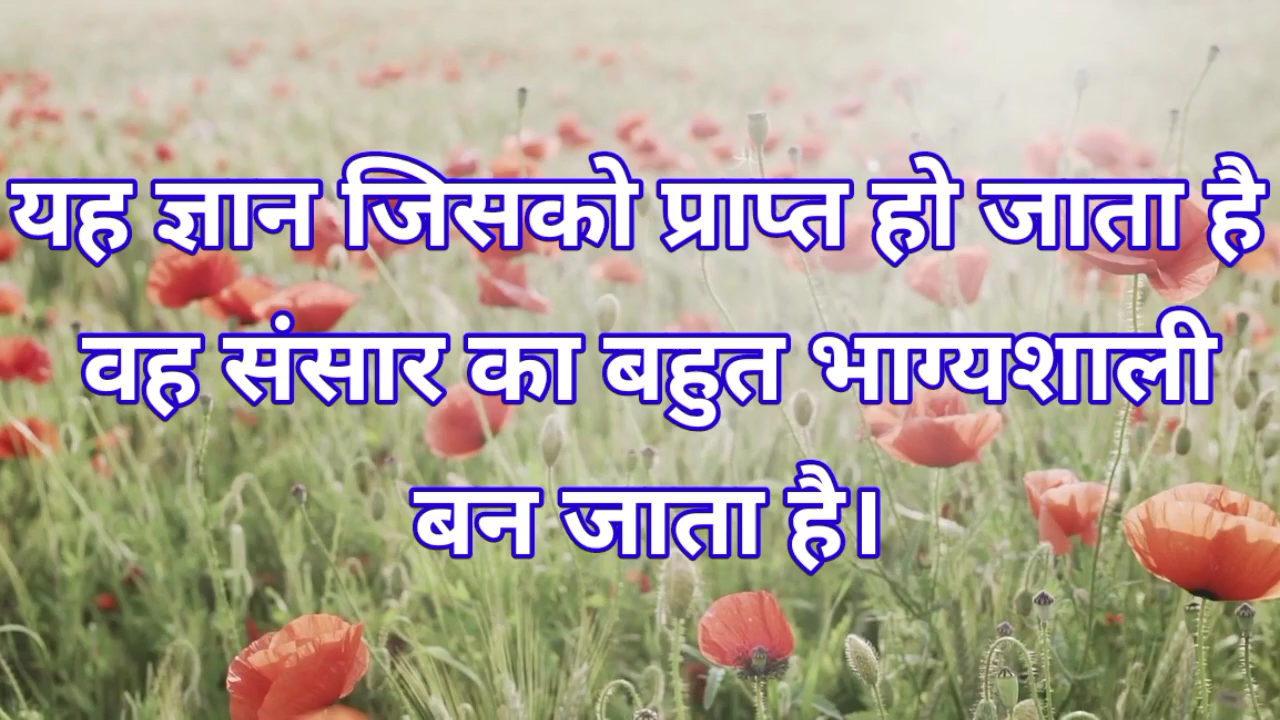 यह ज्ञान जिसको प्राप्त हो जाता है
वह संसार का बहुत भाग्यशाली
बन जाता है।